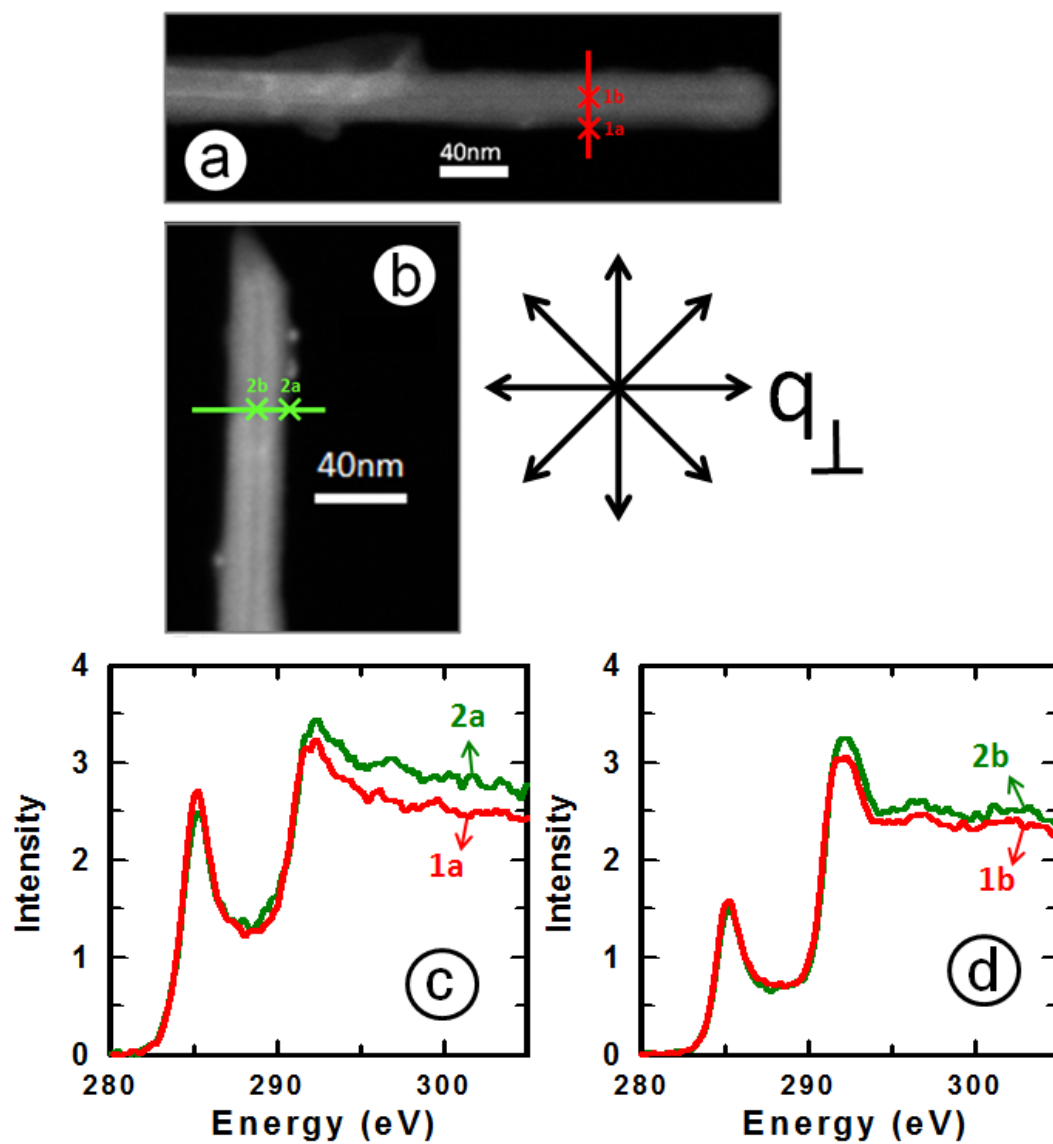 1b
1a
40nm
a
b
2b 2a
40nm
q⊥
4
3
2
1
0
280 290 300
Intensity
Energy (eV)
2a
1a
c
4
3
2
1
0
280 290 300
Intensity
Energy (eV)
2b
1b
d